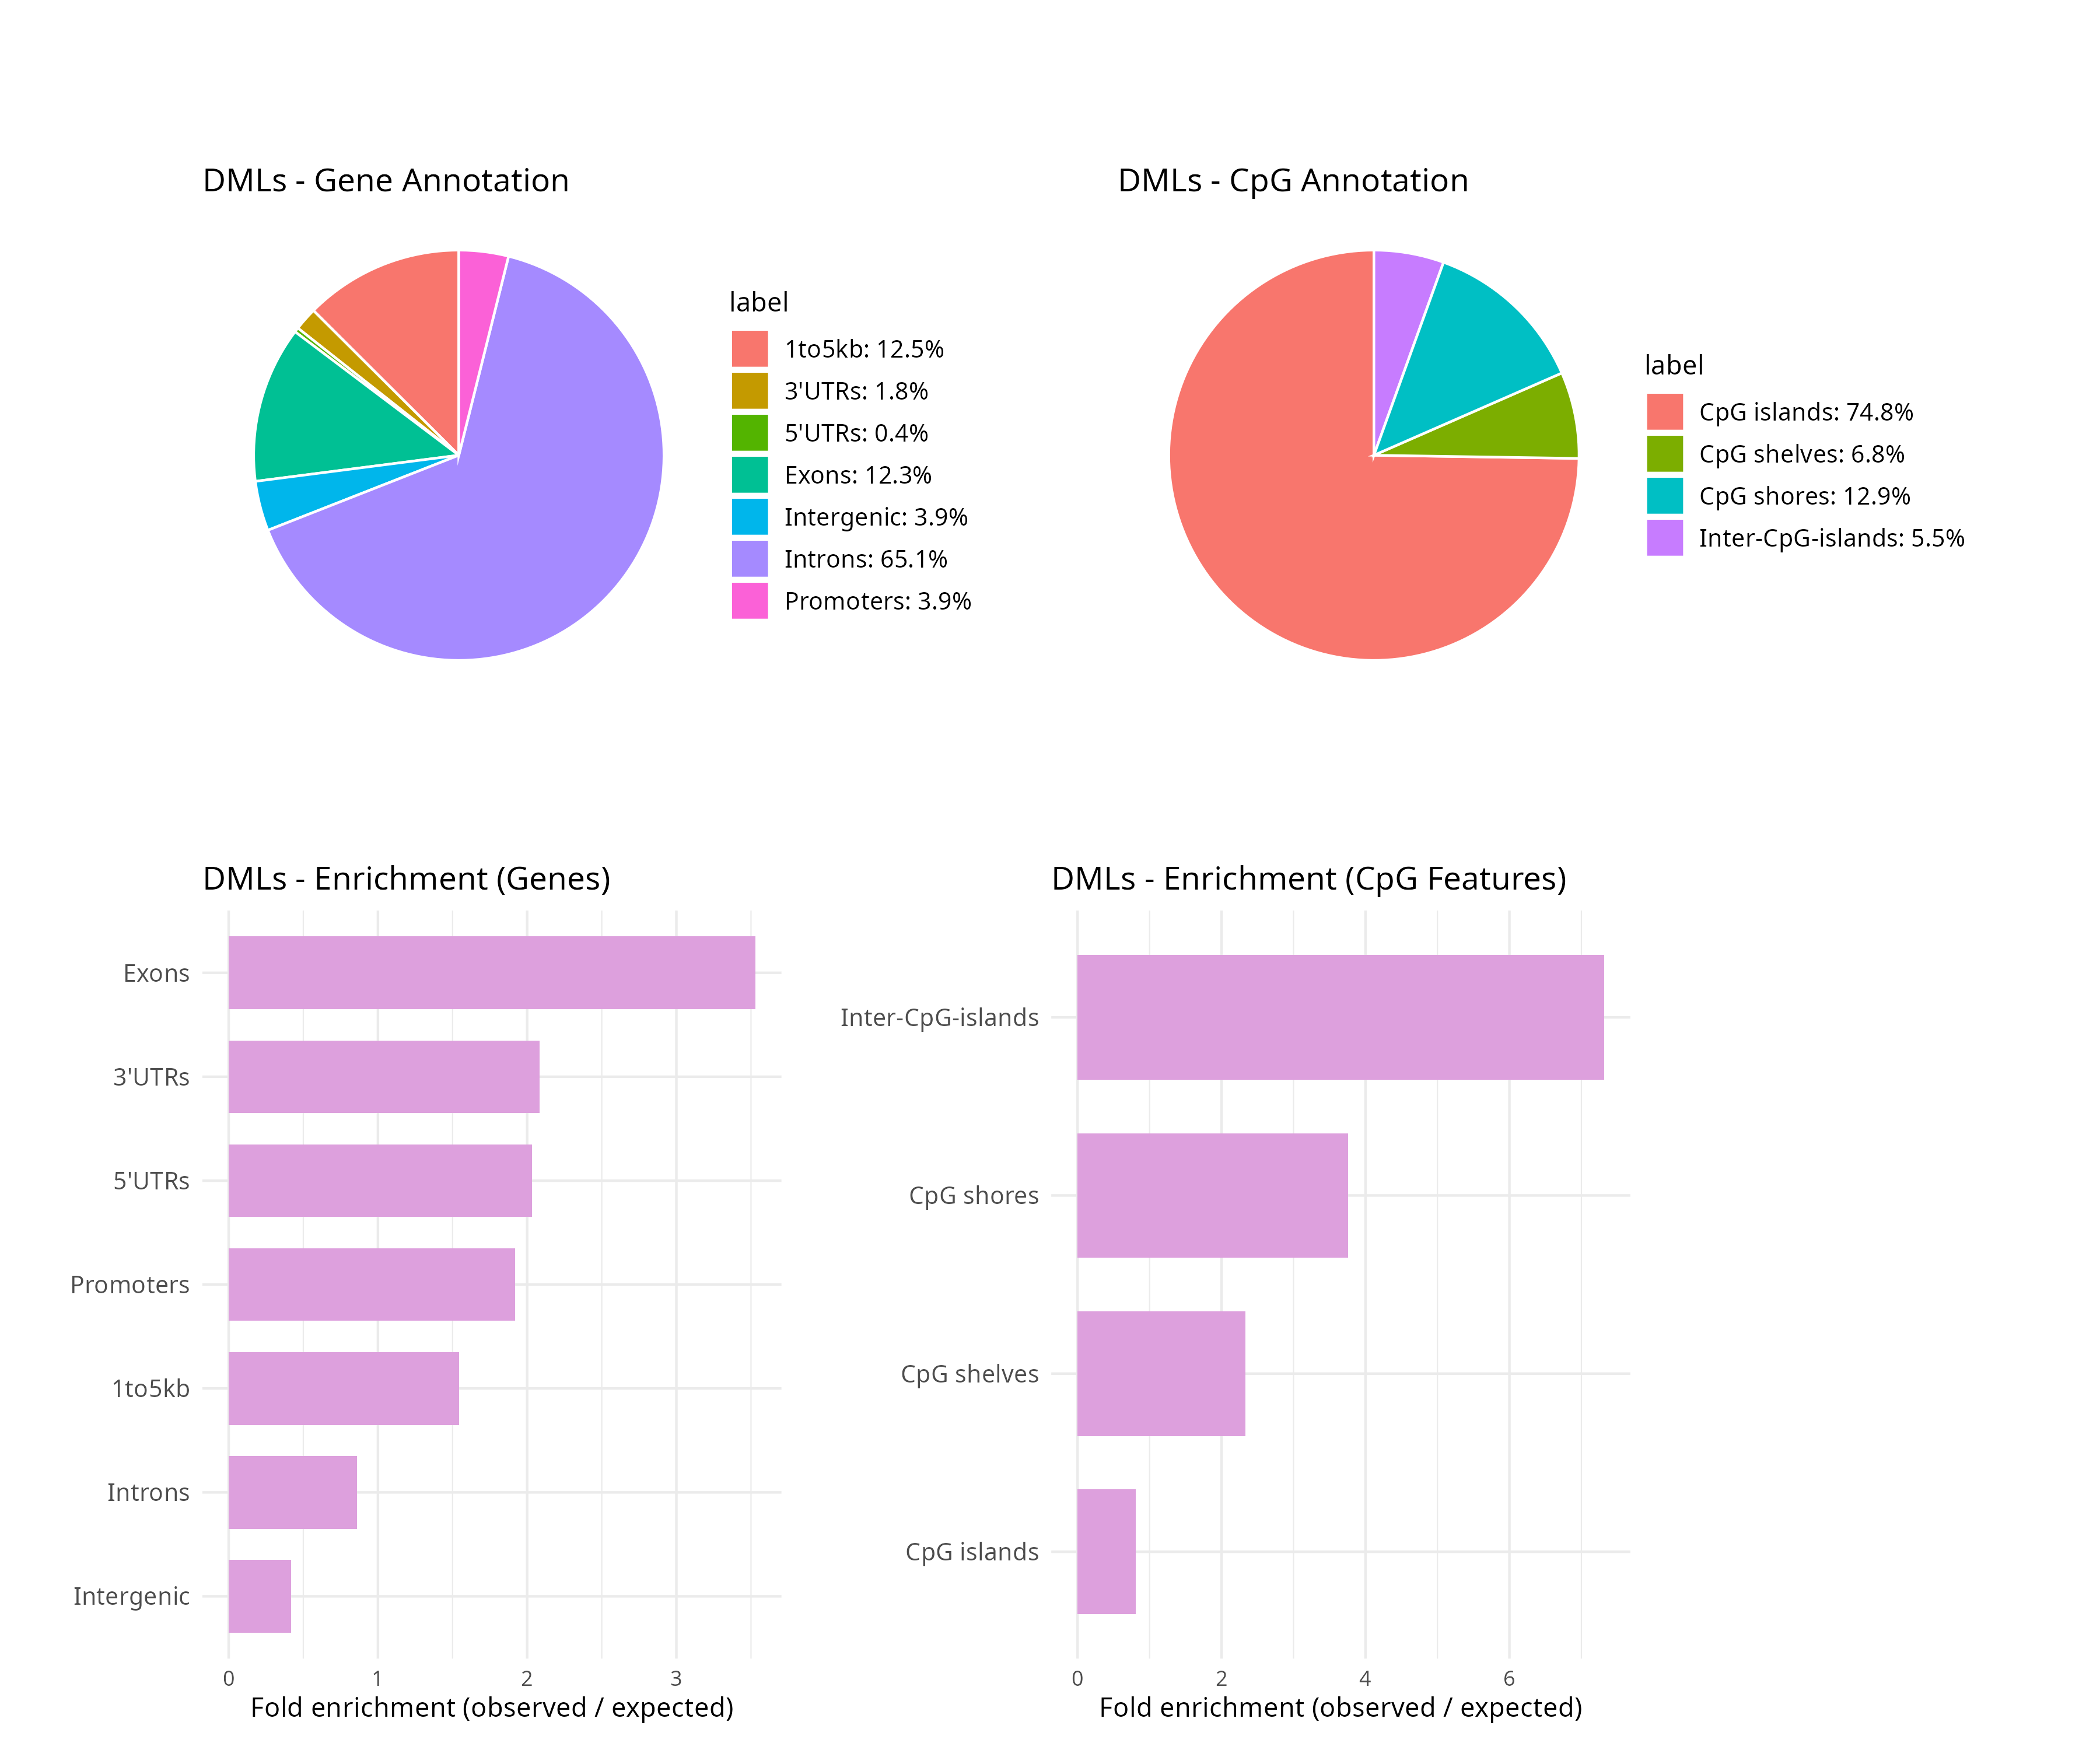 DMLs - Gene Annotation
label
1to5kb: 12.5%
3'UTRs: 1.8%
5'UTRs: 0.4%
Exons: 12.3%
Intergenic: 3.9%
Introns: 65.1%
Promoters: 3.9%
DMLs - CpG Annotation
label
CpG islands: 74.8%
CpG shelves: 6.8%
CpG shores: 12.9%
Inter-CpG-islands: 5.5%
DMLs - Enrichment (Genes)
Exons
3'UTRs
5'UTRs
Promoters
1to5kb
Introns
Intergenic
0 1 2 3
Fold enrichment (observed / expected)
DMLs - Enrichment (CpG Features)
Inter-CpG-islands
CpG shores
CpG shelves
CpG islands
0 2 4 6
Fold enrichment (observed / expected)